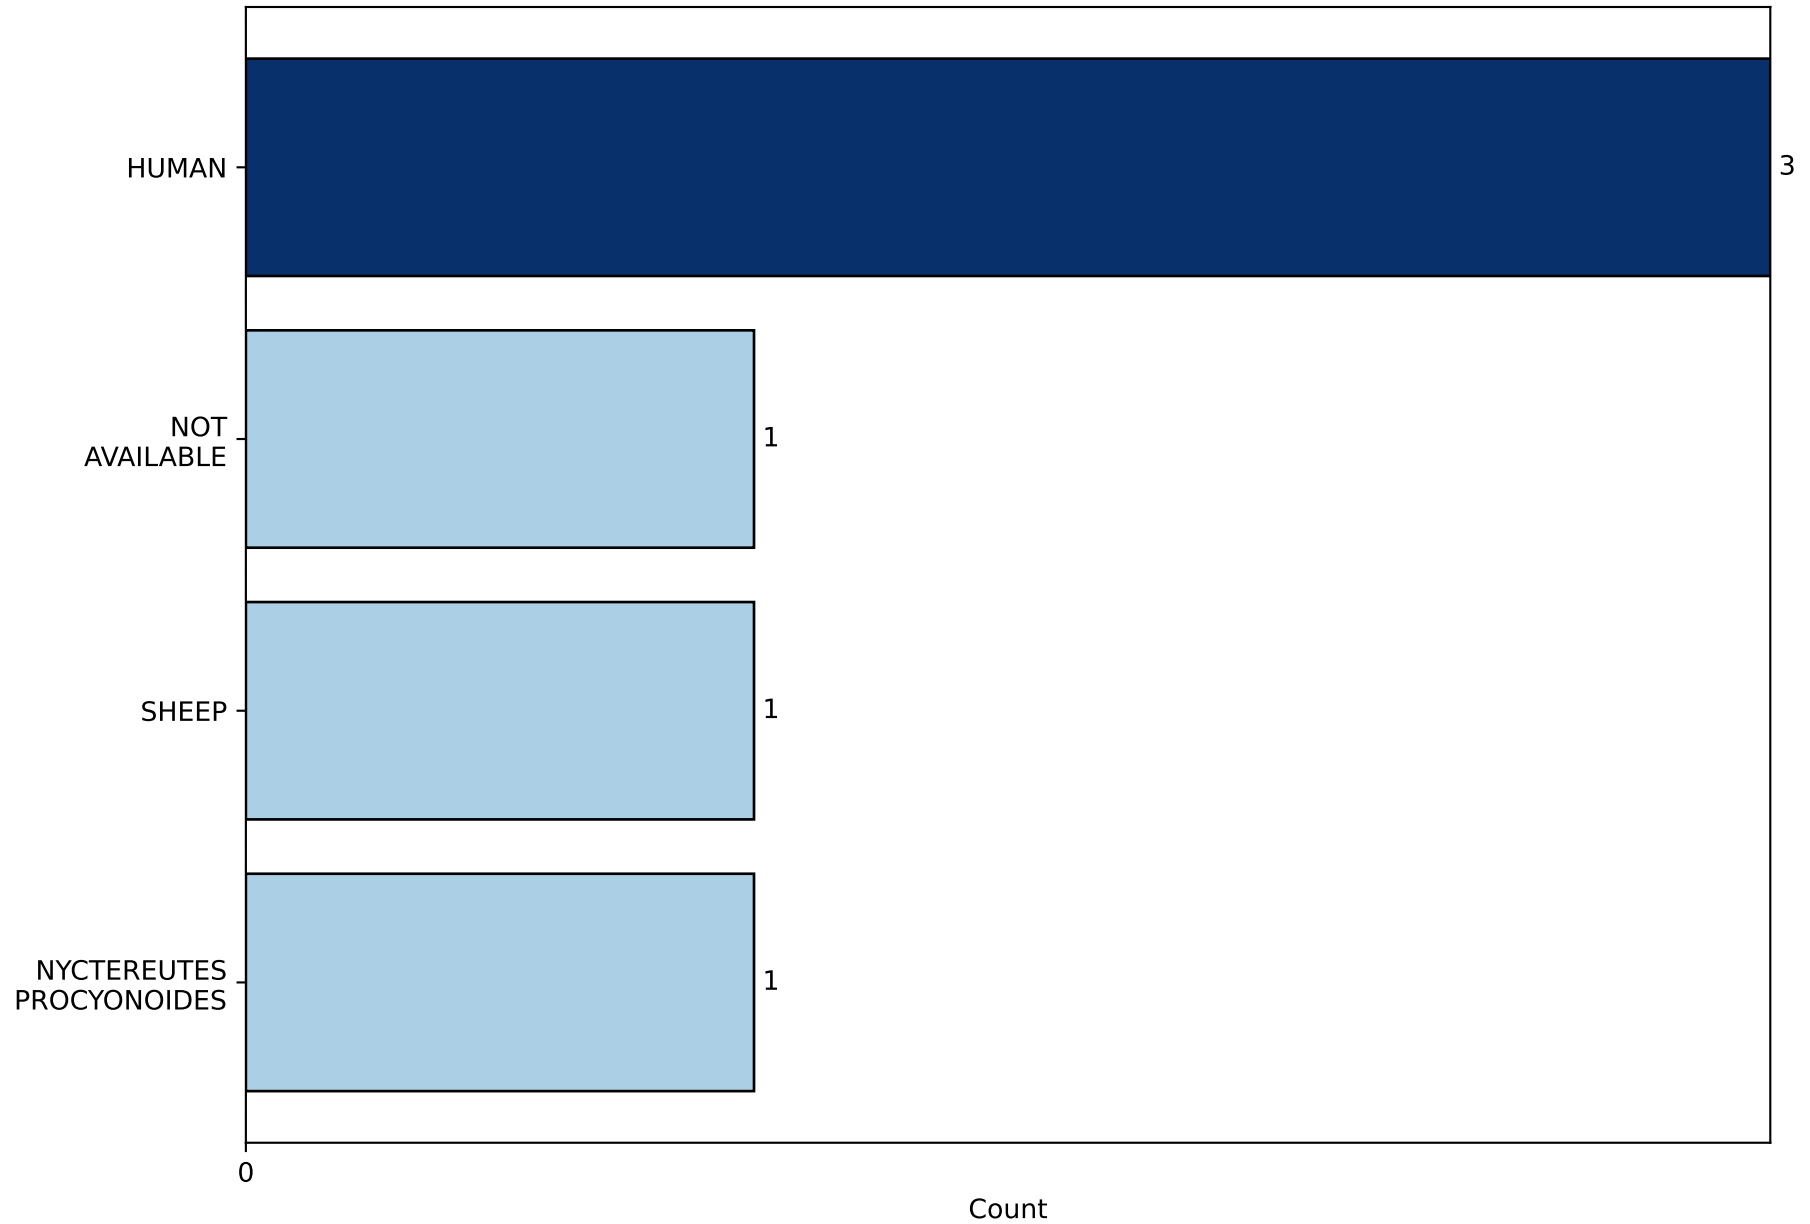 HUMAN
3
NOT
AVAILABLE
1
SHEEP
1
NYCTEREUTES
PROCYONOIDES
1
0
Count